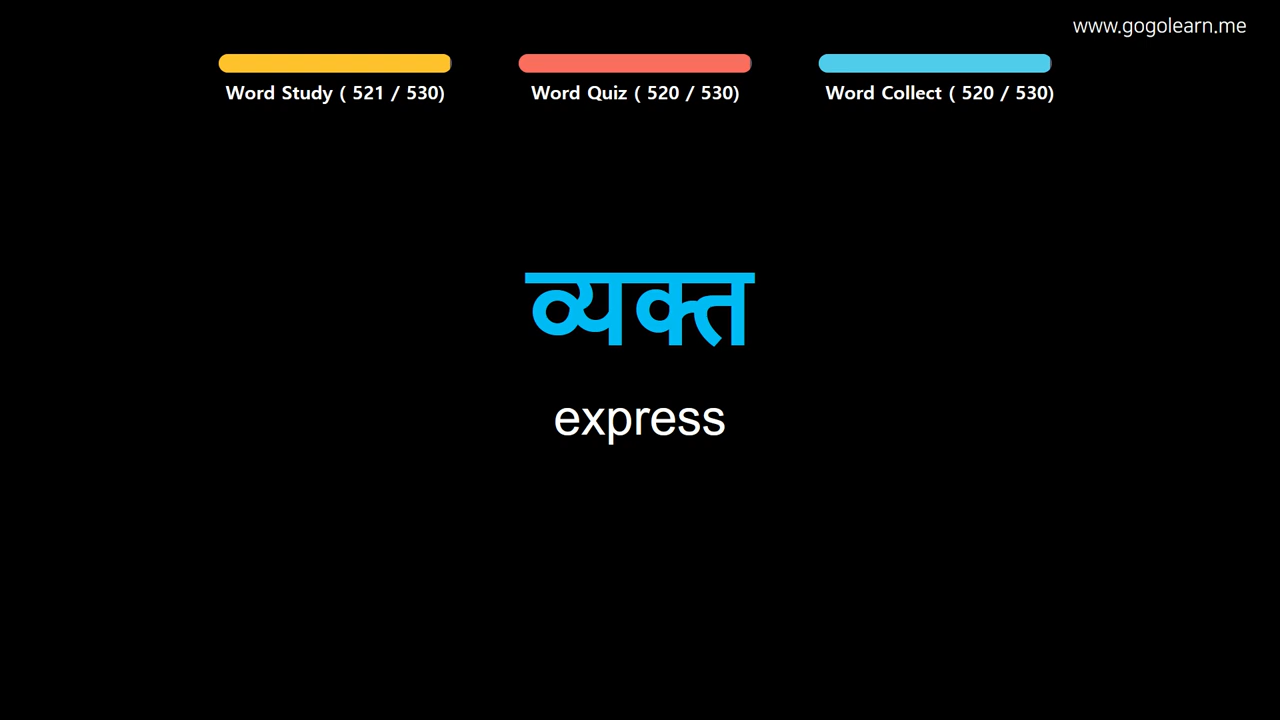 www.gogolearn.me
Word Study ( 521 / 530)
Word Quiz ( 520 / 530)
Word Collect ( 520 / 530)
व्यक्त
express